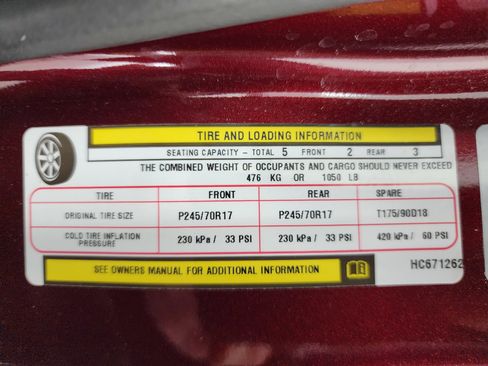 TIRE AND LOADING INFORMATION
SEATING CAPACITY - TOTAL 5 FRONT 2 REAR 3
THE COMBINED WEIGHT OF OCCUPANTS AND CARGO SHOULD NEVER EXCEED
476 KG OR 1050 LB
TIRE FRONT REAR SPARE
ORIGINAL TIRE SIZE P245/70R17 P245/70R17 T175/90D18
COLD TIRE INFLATION PRESSURE 230 kPa / 33 PSI 230 kPa / 33 PSI 420 kPa / 60 PSI
SEE OWNERS MANUAL FOR ADDITIONAL INFORMATION
HC671262